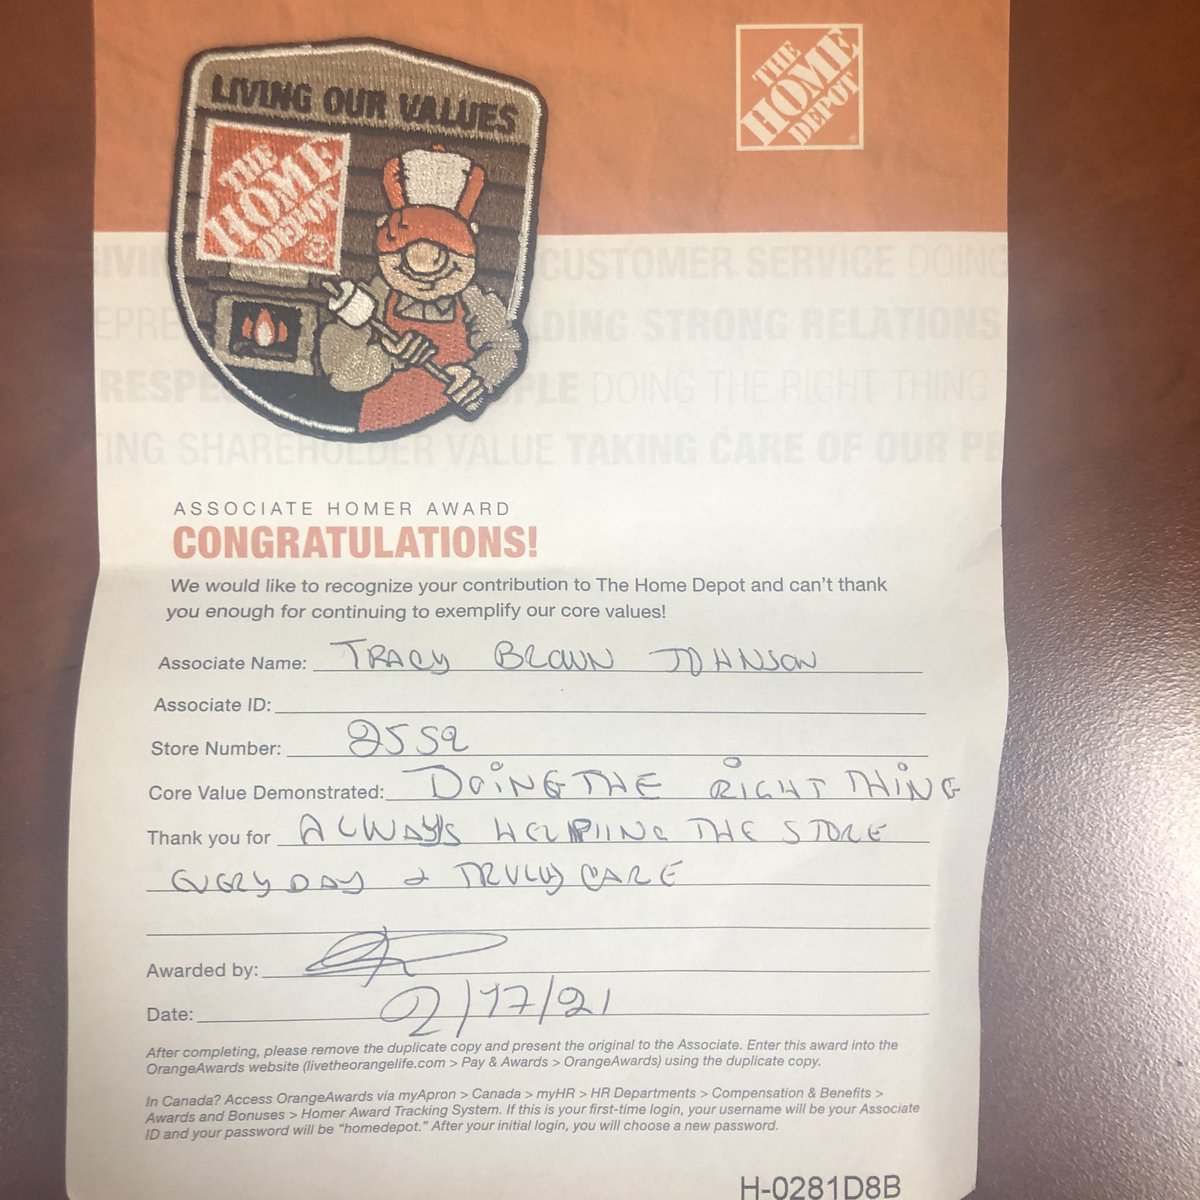 LIVING OUR VALUES
THE
HOME
DEPOT
THE
HOME
DEPOT
CUSTOMER SERVICE DOING
LDING STRONG RELATIONS
RESPE PLE DOING THE RIGHT THING
TING SHAREHOLDER VALUE TAKING CARE OF OUR PE
ASSOCIATE HOMER AWARD
CONGRATULATIONS!
We would like to recognize your contribution to The Home Depot and can't thank
you enough for continuing to exemplify our core values!
Associate Name: TRACY BROWN JOHNSON
Associate ID:
Store Number: 2559
Core Value Demonstrated: DOING THE RIGHT THING
Thank you for ALWAYS HELPIING THE STORE
EVERYDAY & TRULY CARE
Awarded by:
Date: 2/17/21
After completing, please remove the duplicate copy and present the original to the Associate. Enter this award into the
OrangeAwards website (livetheorangelife.com > Pay & Awards > OrangeAwards) using the duplicate copy.
In Canada? Access OrangeAwards via myApron > Canada > myHR > HR Departments > Compensation & Benefits >
Awards and Bonuses > Homer Award Tracking System. If this is your first-time login, your username will be your Associate
ID and your password will be “homedepot.” After your initial login, you will choose a new password.
H-0281D8B